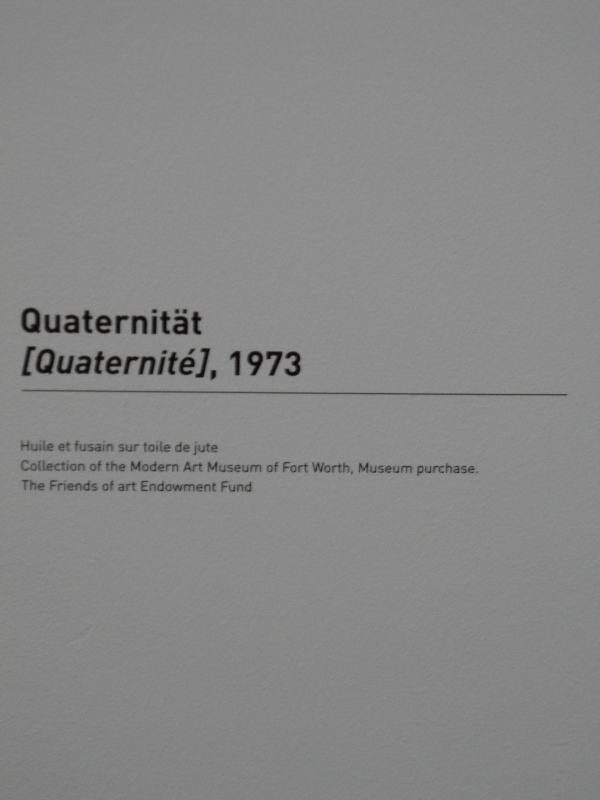 Quaternität
[Quaternité], 1973
Huile et fusain sur toile de jute
Collection of the Modern Art Museum of Fort Worth, Museum purchase.
The Friends of art Endowment Fund